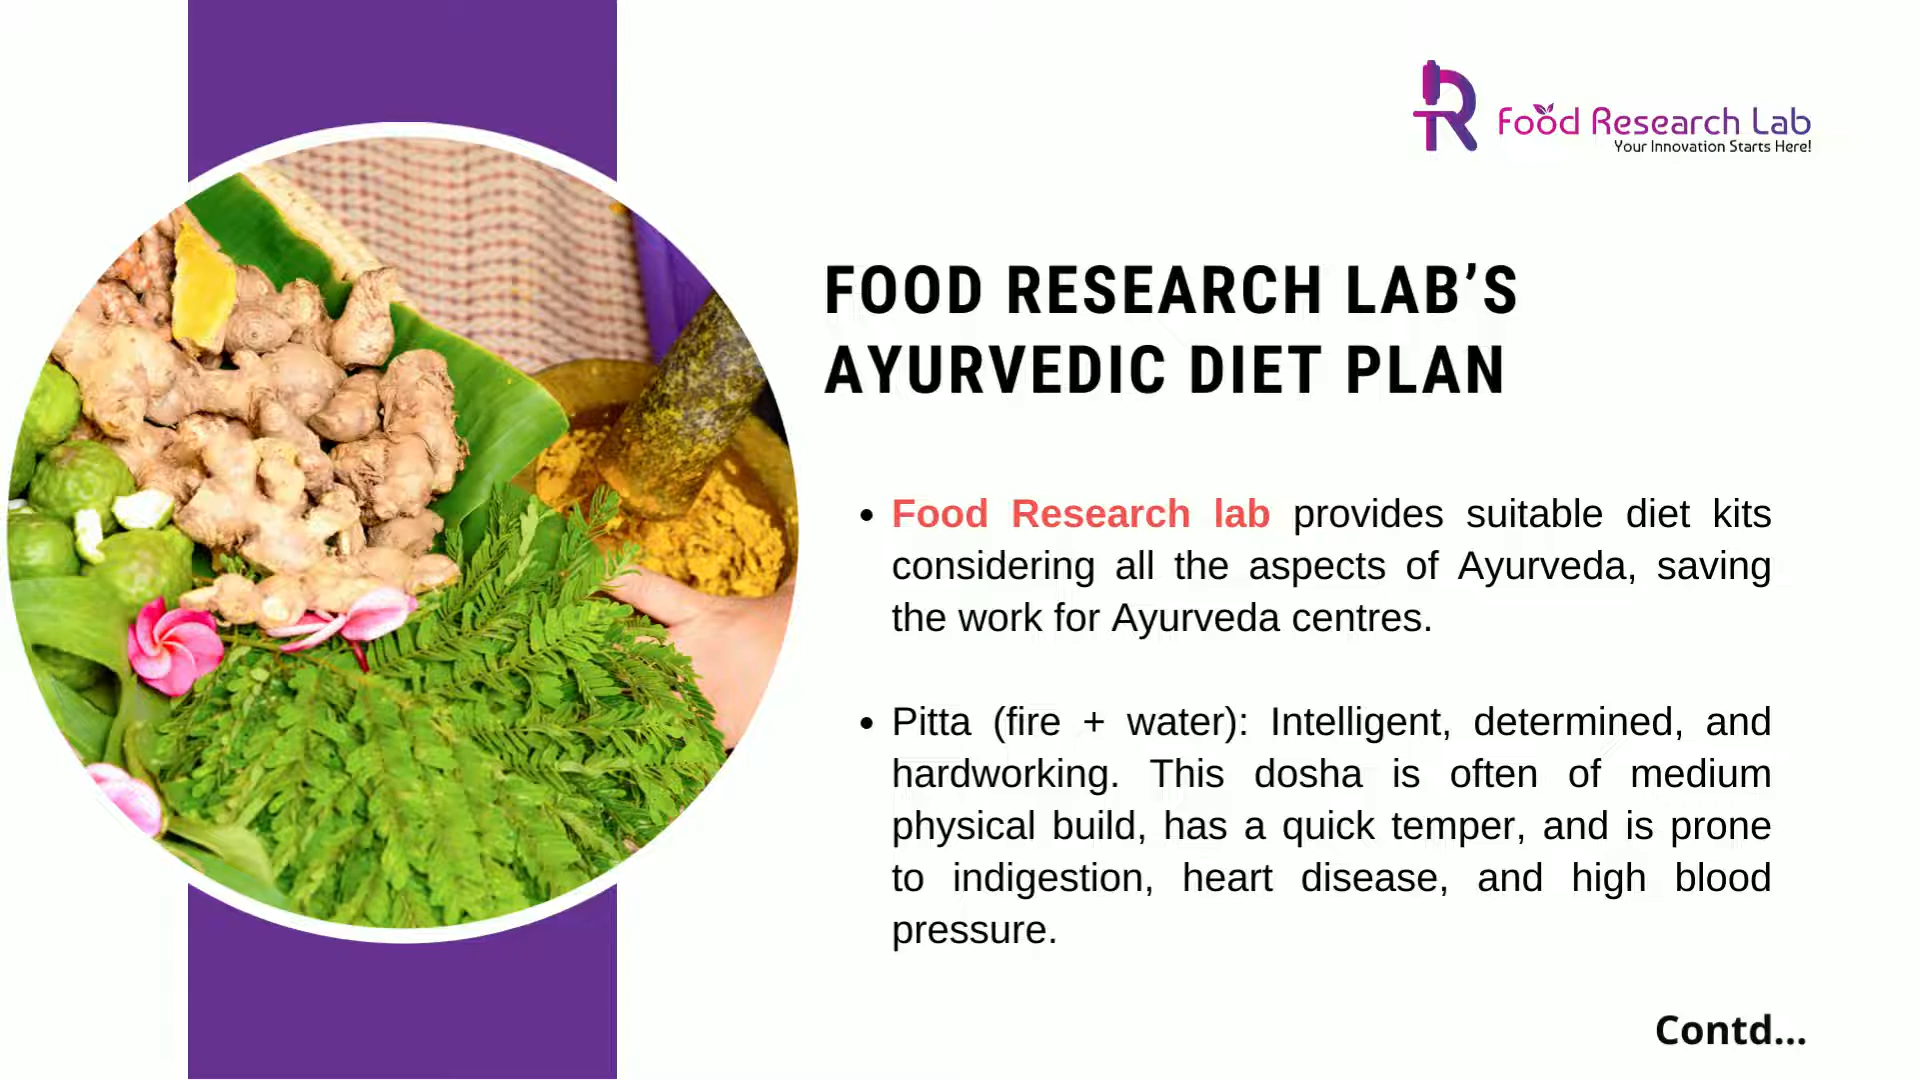 Food Research Lab
Your Innovation Starts Here!
FOOD RESEARCH LAB’S
AYURVEDIC DIET PLAN
• Food Research lab provides suitable diet kits
considering all the aspects of Ayurveda, saving
the work for Ayurveda centres.
• Pitta (fire + water): Intelligent, determined, and
hardworking. This dosha is often of medium
physical build, has a quick temper, and is prone
to indigestion, heart disease, and high blood
pressure.
Contd...